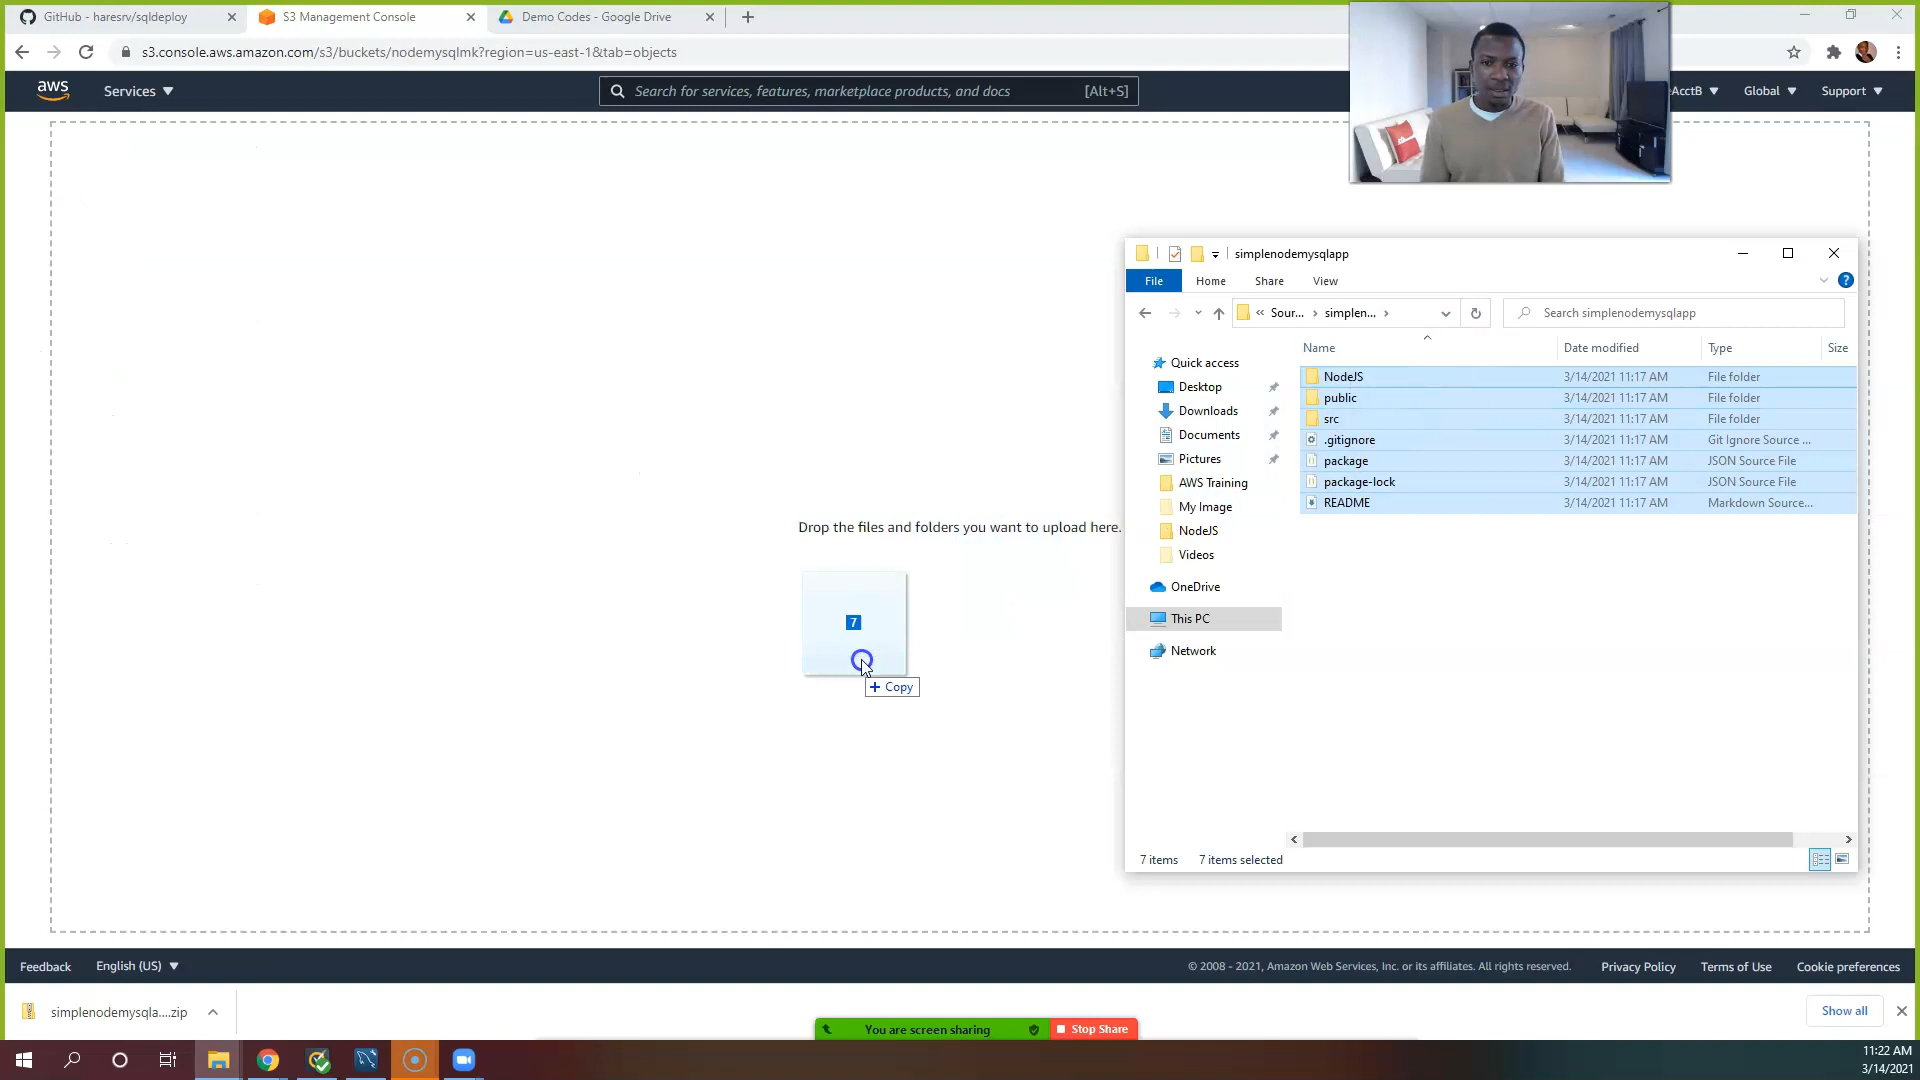 GitHub - haresrv/sqldeploy
S3 Management Console
Demo Codes - Google Drive
s3.console.aws.amazon.com/s3/buckets/nodemysqlmk?region=us-east-1&tab=objects
aws
Services
Search for services, features, marketplace products, and docs
[Alt+S]
AcctB
Global
Support
simplenodemysqlapp
File
Home
Share
View
« Sour... › simplen... ›
Search simplenodemysqlapp
Name
Date modified
Type
Size
Quick access
Desktop
Downloads
Documents
Pictures
AWS Training
My Image
NodeJS
Videos
OneDrive
This PC
Network
NodeJS 3/14/2021 11:17 AM File folder
public 3/14/2021 11:17 AM File folder
src 3/14/2021 11:17 AM File folder
.gitignore 3/14/2021 11:17 AM Git Ignore Source ...
package 3/14/2021 11:17 AM JSON Source File
package-lock 3/14/2021 11:17 AM JSON Source File
README 3/14/2021 11:17 AM Markdown Source...
7 items
7 items selected
Drop the files and folders you want to upload here.
7
+ Copy
Feedback
English (US)
© 2008 - 2021, Amazon Web Services, Inc. or its affiliates. All rights reserved.
Privacy Policy
Terms of Use
Cookie preferences
simplenodemysqla....zip
Show all
You are screen sharing
Stop Share
11:22 AM
3/14/2021